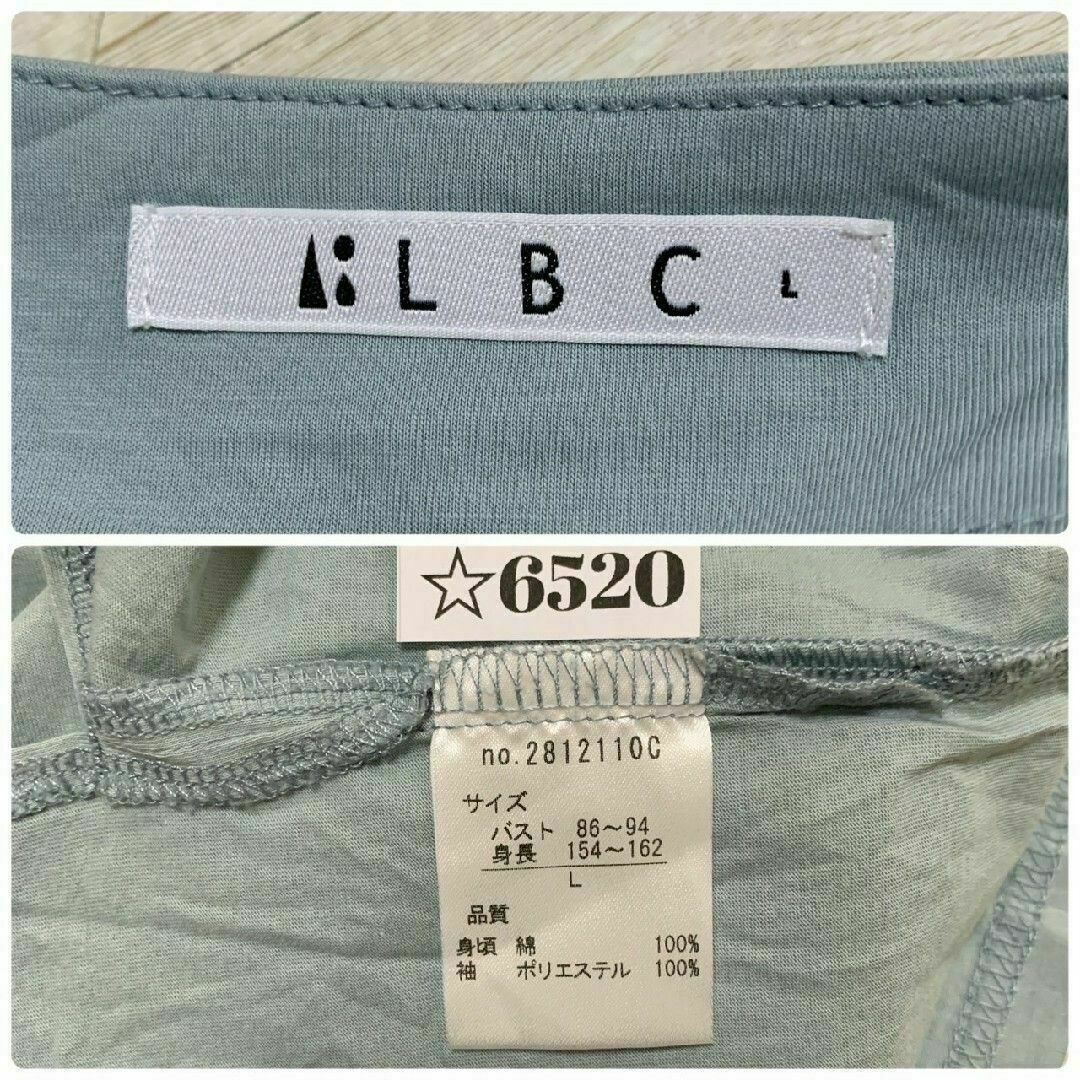 LBC L
☆6520
no.2812110C
サイズ
バスト 86～94
身長 154～162
L
品質
身頃 綿 100%
袖 ポリエステル 100%